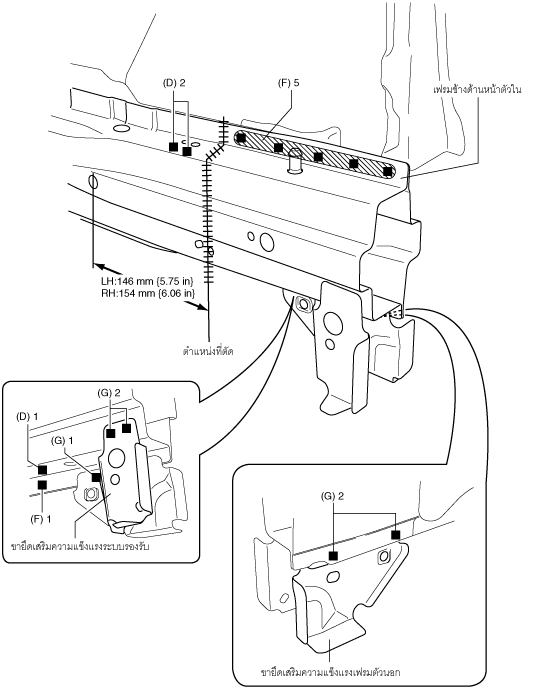 (D) 2
(F) 5
เฟรมข้างด้านหน้าตัวใน
LH:146 mm {5.75 in}
RH:154 mm {6.06 in}
ตำแหน่งที่ตัด
(G) 2
(D) 1
(G) 1
(F) 1
ขายึดเสริมความแข็งแรงระบบรองรับ
(G) 2
ขายึดเสริมความแข็งแรงเฟรมตัวนอก